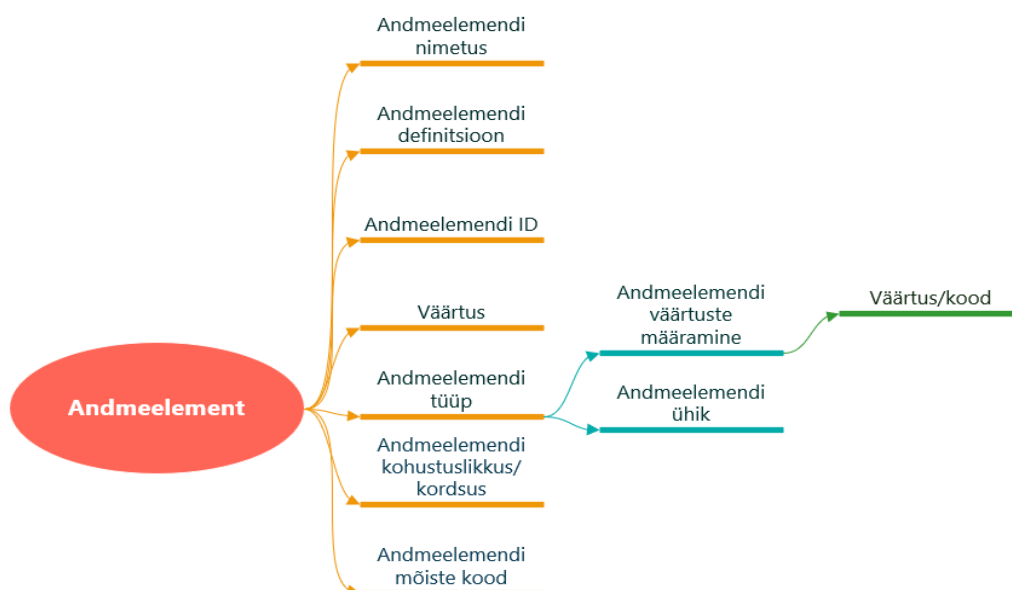 Andmeelement
Andmeelemendi
nimetus
Andmeelemendi
definitsioon
Andmeelemendi ID
Väärtus
Andmeelemendi
tüüp
Andmeelemendi
väärtuste
määramine
Väärtus/kood
Andmeelemendi
ühik
Andmeelemendi
kohustuslikkus/
kordsus
Andmeelemendi
mõiste kood